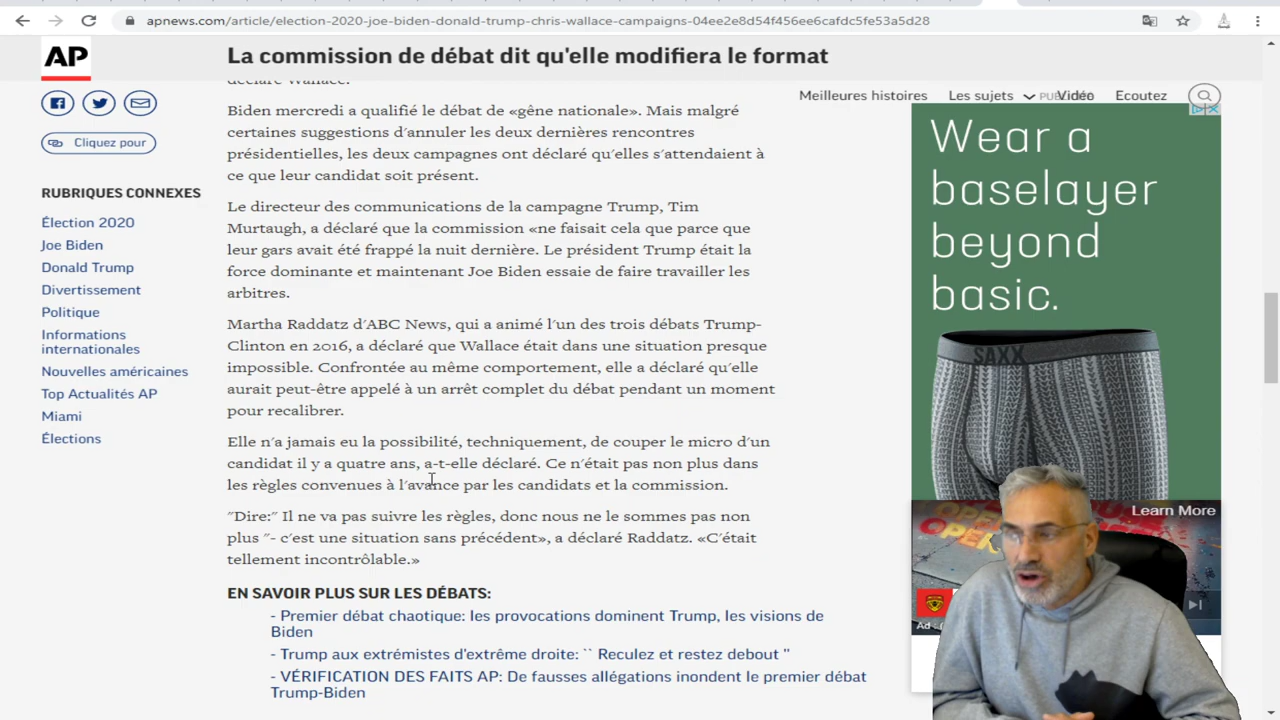 apnews.com/article/election-2020-joe-biden-donald-trump-chris-wallace-campaigns-04ee2e8d54f456ee6cafdc5fe53a5d28
AP
La commission de débat dit qu'elle modifiera le format
déclaré Wallace.
Meilleures histoires Les sujets PUBLICITÉ Vidéo Ecoutez
Cliquez pour
RUBRIQUES CONNEXES
Élection 2020
Joe Biden
Donald Trump
Divertissement
Politique
Informations
internationales
Nouvelles américaines
Top Actualités AP
Miami
Élections
Biden mercredi a qualifié le débat de «gêne nationale». Mais malgré
certaines suggestions d'annuler les deux dernières rencontres
présidentielles, les deux campagnes ont déclaré qu'elles s'attendaient à
ce que leur candidat soit présent.
Le directeur des communications de la campagne Trump, Tim
Murtaugh, a déclaré que la commission «ne faisait cela que parce que
leur gars avait été frappé la nuit dernière. Le président Trump était la
force dominante et maintenant Joe Biden essaie de faire travailler les
arbitres.
Martha Raddatz d'ABC News, qui a animé l'un des trois débats Trump-
Clinton en 2016, a déclaré que Wallace était dans une situation presque
impossible. Confrontée au même comportement, elle a déclaré qu'elle
aurait peut-être appelé à un arrêt complet du débat pendant un moment
pour recalibrer.
Elle n'a jamais eu la possibilité, techniquement, de couper le micro d'un
candidat il y a quatre ans, a-t-elle déclaré. Ce n'était pas non plus dans
les règles convenues à l'avance par les candidats et la commission.
"Dire:" Il ne va pas suivre les règles, donc nous ne le sommes pas non
plus "- c'est une situation sans précédent», a déclaré Raddatz. «C'était
tellement incontrôlable.»
EN SAVOIR PLUS SUR LES DÉBATS:
- Premier débat chaotique: les provocations dominent Trump, les visions de
Biden
- Trump aux extrémistes d'extrême droite: `` Reculez et restez debout ''
- VÉRIFICATION DES FAITS AP: De fausses allégations inondent le premier débat
Trump-Biden
Wear a
baselayer
beyond
basic.
SAXX
Learn More
OPEN
Ad